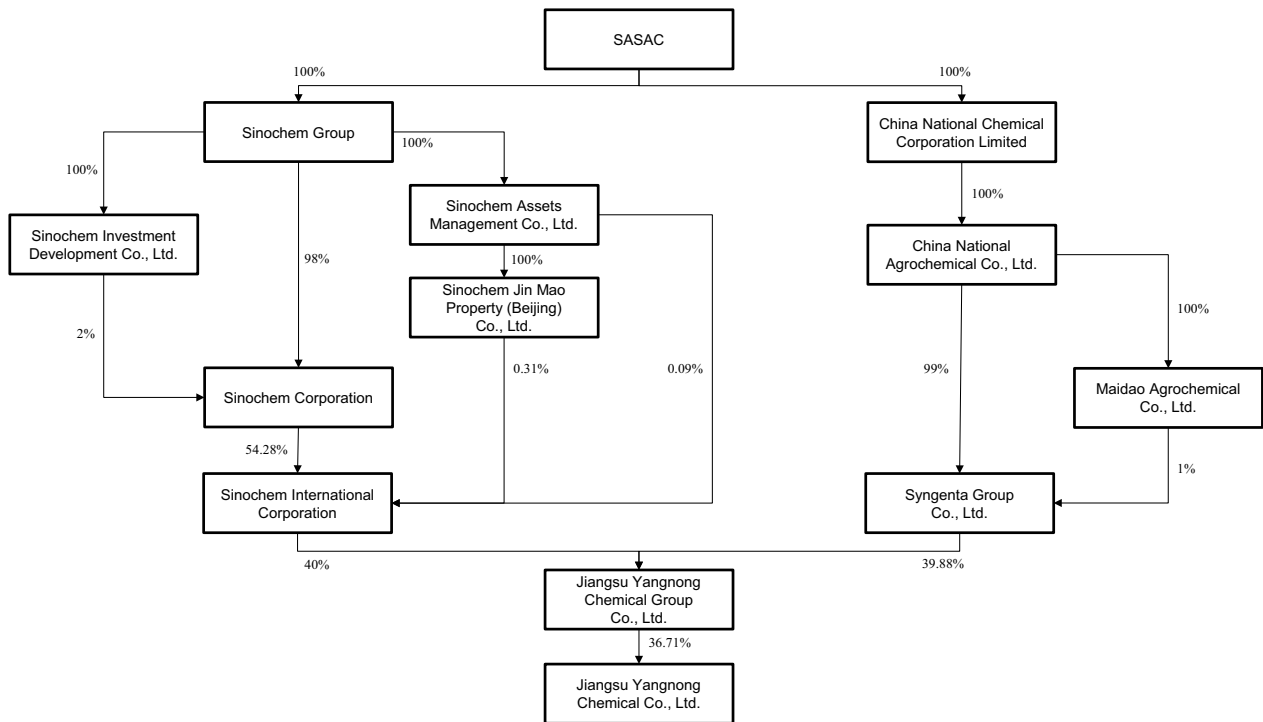 SASAC
100%
100%
Sinochem Group
China National Chemical
Corporation Limited
100%
100%
100%
Sinochem Assets
Management Co., Ltd.
Sinochem Investment
Development Co., Ltd.
China National
Agrochemical Co., Ltd.
98%
100%
Sinochem Jin Mao
Property (Beijing)
Co., Ltd.
100%
2%
0.31%
0.09%
99%
Sinochem Corporation
Maidao Agrochemical
Co., Ltd.
54.28%
1%
Sinochem International
Corporation
Syngenta Group
Co., Ltd.
40%
39.88%
Jiangsu Yangnong
Chemical Group
Co., Ltd.
36.71%
Jiangsu Yangnong
Chemical Co., Ltd.